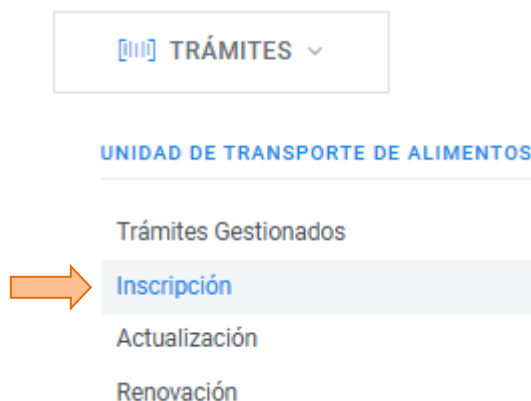 TRÁMITES
UNIDAD DE TRANSPORTE DE ALIMENTOS
Trámites Gestionados
Inscripción
Actualización
Renovación